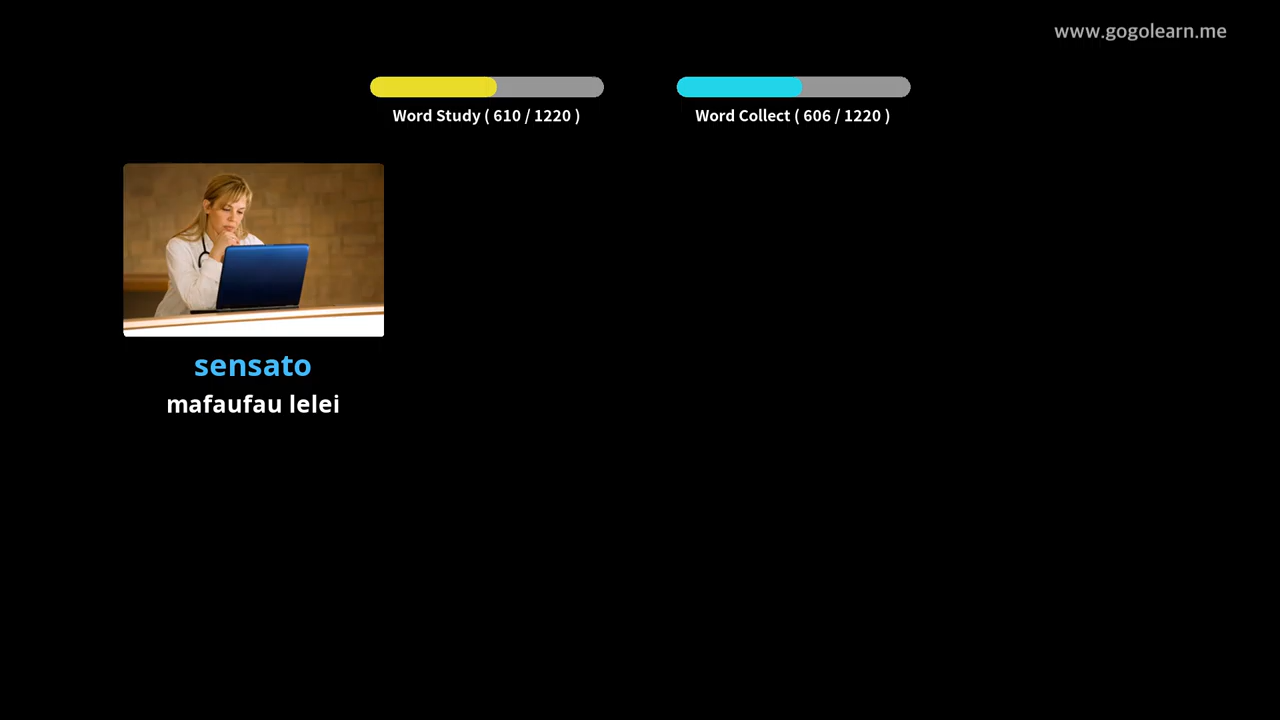 www.gogolearn.me
Word Study ( 610 / 1220 )
Word Collect ( 606 / 1220 )
sensato
mafaufau lelei